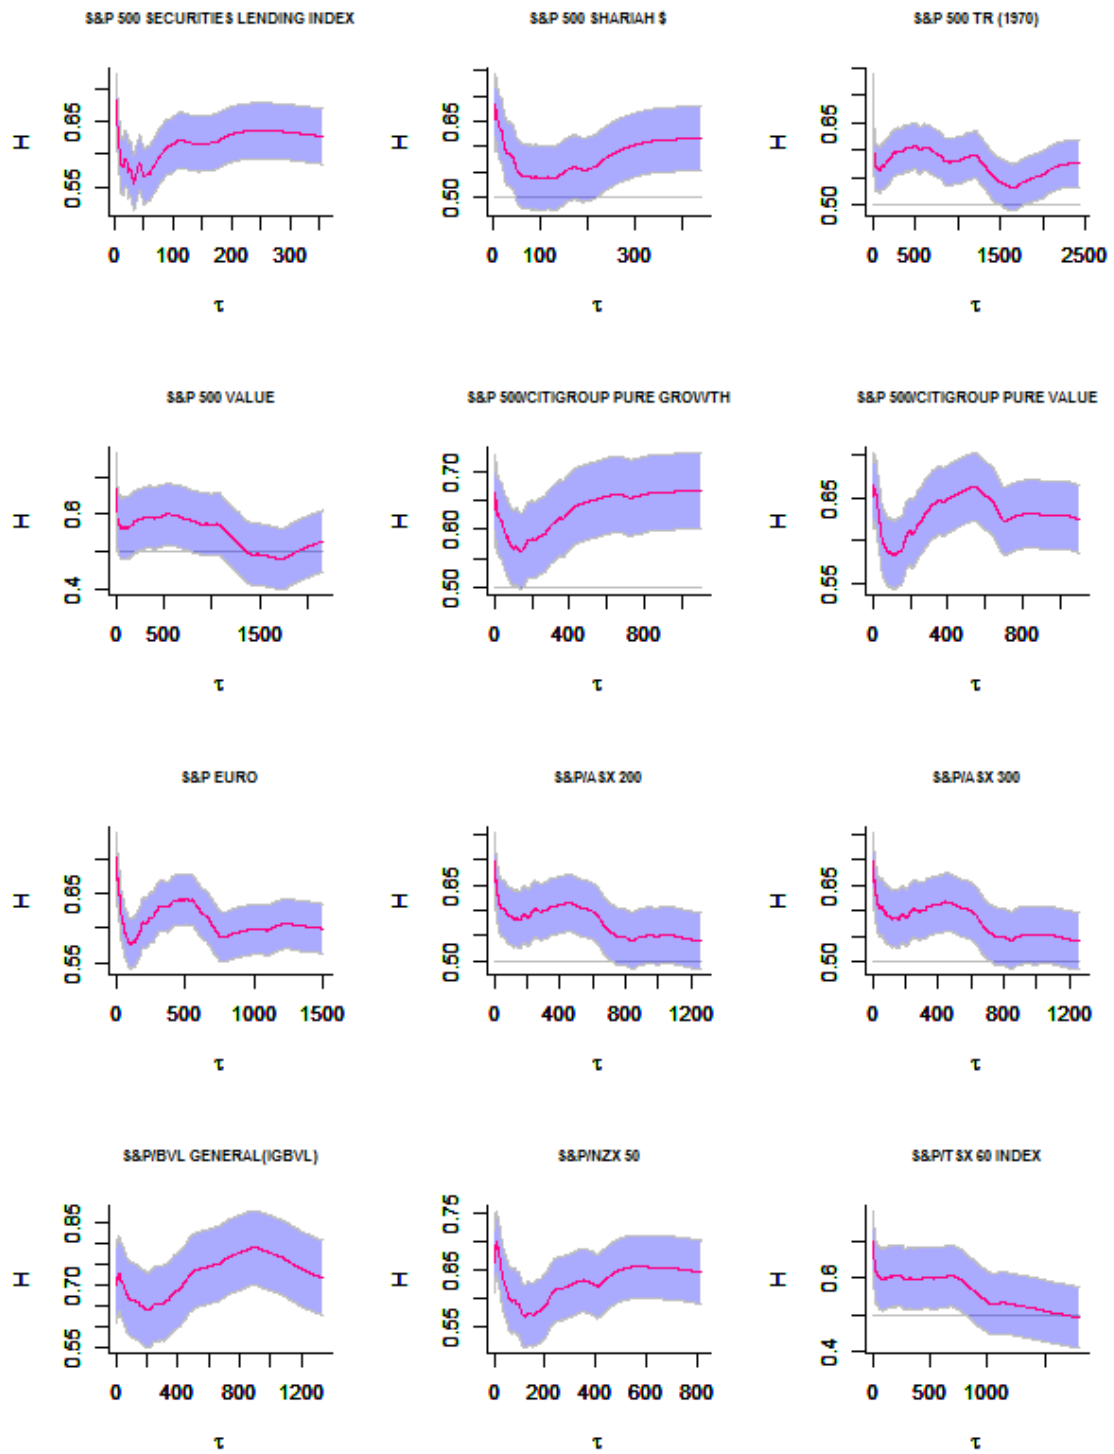 S&P 500 SECURITIES LENDING INDEX
H
0.55 0.65
0 100 200 300
τ
S&P 500 SHARIAH $
H
0.50 0.65
0 100 300
τ
S&P 500 TR (1970)
H
0.50 0.65
0 500 1500 2500
τ
S&P 500 VALUE
H
0.4 0.6
0 500 1500
τ
S&P 500/CITIGROUP PURE GROWTH
H
0.50 0.60 0.70
0 400 800
τ
S&P 500/CITIGROUP PURE VALUE
H
0.55 0.65
0 400 800
τ
S&P EURO
H
0.55 0.65
0 500 1000 1500
τ
S&P/ASX 200
H
0.50 0.65
0 400 800 1200
τ
S&P/ASX 300
H
0.50 0.65
0 400 800 1200
τ
S&P/BVL GENERAL(IGBVL)
H
0.55 0.70 0.85
0 400 800 1200
τ
S&P/NZX 50
H
0.55 0.65 0.75
0 200 400 600 800
τ
S&P/TSX 60 INDEX
H
0.4 0.6
0 500 1000
τ